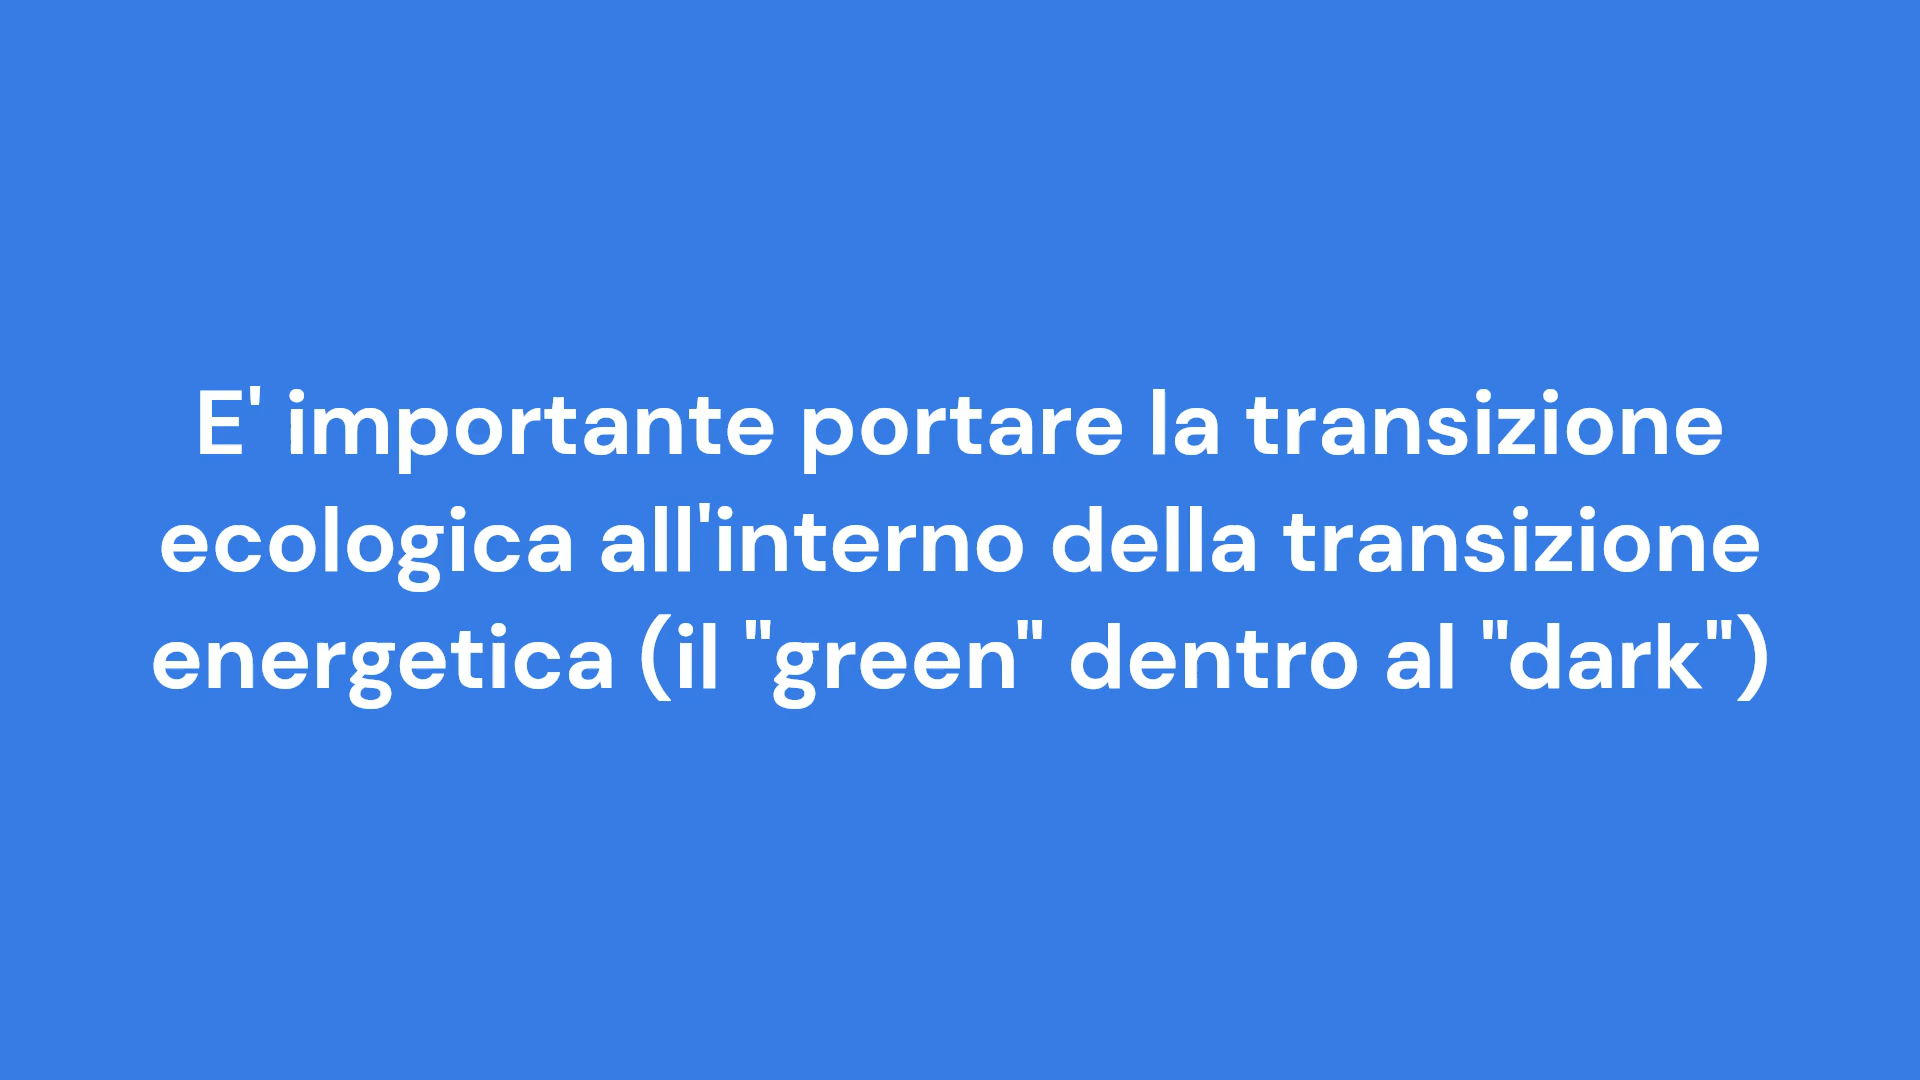 E' importante portare la transizione
ecologica all'interno della transizione
energetica (il "green" dentro al "dark")